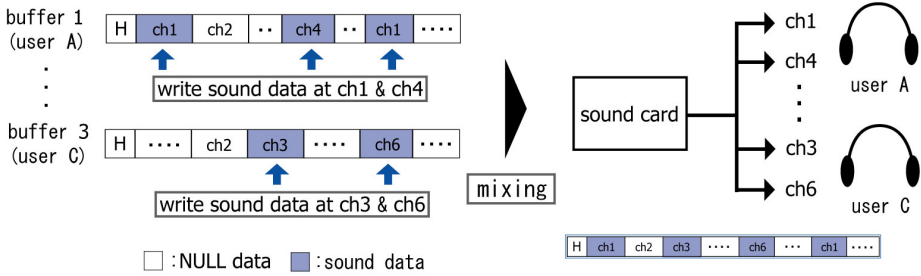 buffer 1
(user A)
H ch1 ch2 ‥ ch4 ‥ ch1 ‥‥
write sound data at ch1 & ch4
buffer 3
(user C)
H ‥‥ ch2 ch3 ‥‥ ch6 ‥‥
write sound data at ch3 & ch6
:NULL data :sound data
mixing
sound card
ch1
ch4
ch3
ch6
user A
user C
H ch1 ch2 ch3 ‥‥ ch6 ‥· ch1 ‥‥